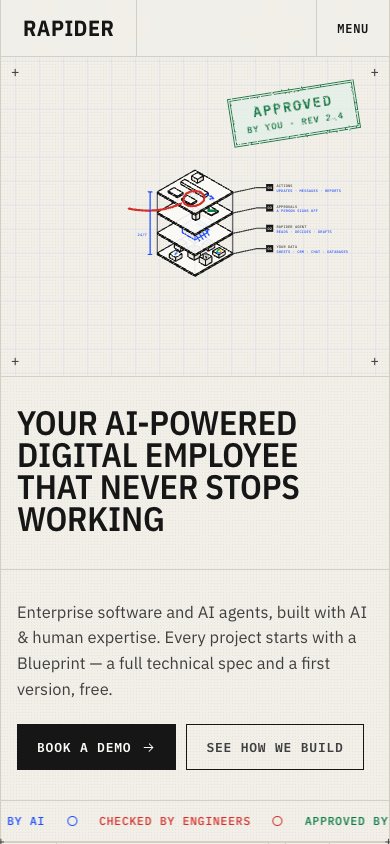 RAPIDER
MENU
+ +
APPROVED
BY YOU · REV 2.4
ACTIONS
UPDATES · MESSAGES · REPORTS
APPROVALS
A PERSON SIGNS OFF
24/7
RAPIDER AGENT
READS · DECIDES · DRAFTS
YOUR DATA
SHEETS · CRM · CHAT · DATABASES
+ +
YOUR AI-POWERED
DIGITAL EMPLOYEE
THAT NEVER STOPS
WORKING
Enterprise software and AI agents, built with AI
& human expertise. Every project starts with a
Blueprint — a full technical spec and a first
version, free.
BOOK A DEMO →
SEE HOW WE BUILD
BY AI
CHECKED BY ENGINEERS
APPROVED BY